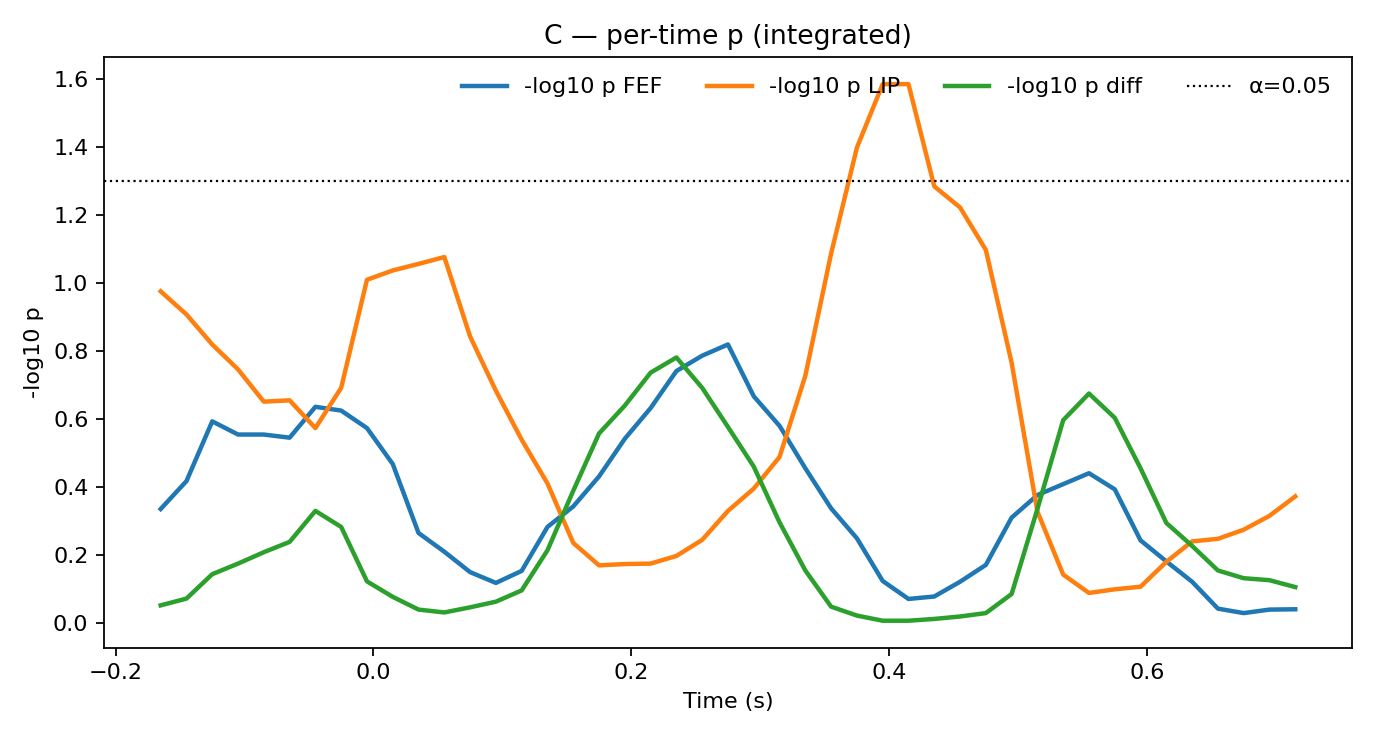 C — per-time p (integrated)
-log10 p FEF
-log10 p LIP
-log10 p diff
α=0.05
-log10 p
1.6
1.4
1.2
1.0
0.8
0.6
0.4
0.2
0.0
−0.2
0.0
0.2
0.4
0.6
Time (s)